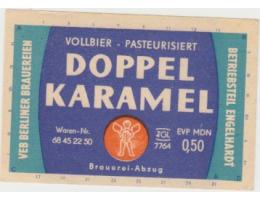 VOLLBIER - PASTEURISIERT
DOPPEL
KARAMEL
VEB BERLINER BRAUEREIEN
BETRIEBSTEIL ENGELHARDT
Waren-Nr.
68 45 22 50
TGL
7764
EVP MDN
0,50
Brauerei-Abzug